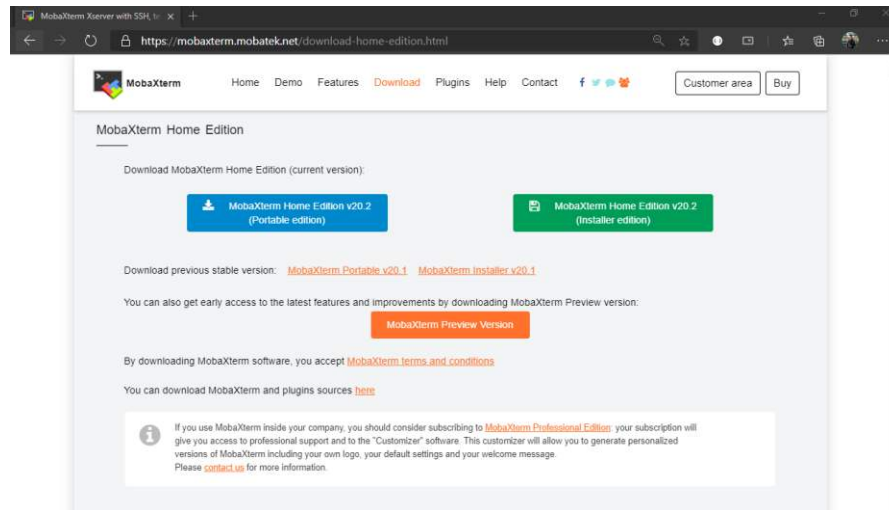 MobaXterm Xserver with SSH, te
https://mobaxterm.mobatek.net/download-home-edition.html
MobaXterm Home Demo Features Download Plugins Help Contact Customer area Buy
MobaXterm Home Edition
Download MobaXterm Home Edition (current version):
MobaXterm Home Edition v20.2
(Portable edition)
MobaXterm Home Edition v20.2
(Installer edition)
Download previous stable version: MobaXterm Portable v20.1 MobaXterm Installer v20.1
You can also get early access to the latest features and improvements by downloading MobaXterm Preview version:
MobaXterm Preview Version
By downloading MobaXterm software, you accept MobaXterm terms and conditions
You can download MobaXterm and plugins sources here
If you use MobaXterm inside your company, you should consider subscribing to MobaXterm Professional Edition: your subscription will
give you access to professional support and to the "Customizer" software. This customizer will allow you to generate personalized
versions of MobaXterm including your own logo, your default settings and your welcome message.
Please contact us for more information.